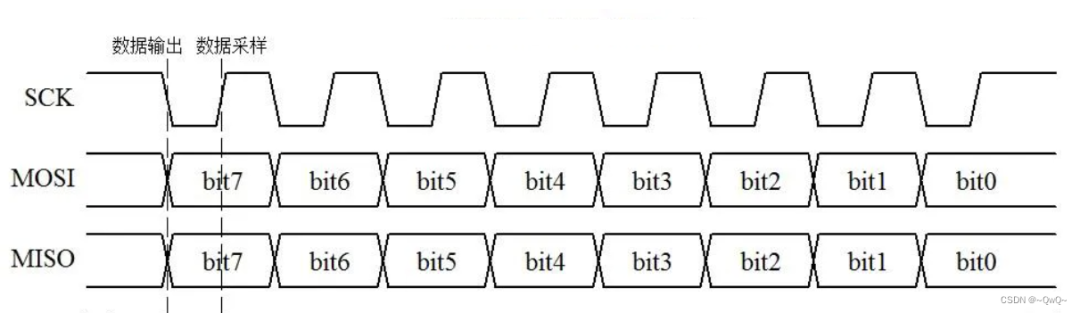 数据输出 数据采样
SCK
MOSI bit7 bit6 bit5 bit4 bit3 bit2 bit1 bit0
MISO bit7 bit6 bit5 bit4 bit3 bit2 bit1 bit0
CSDN @~QwQ~